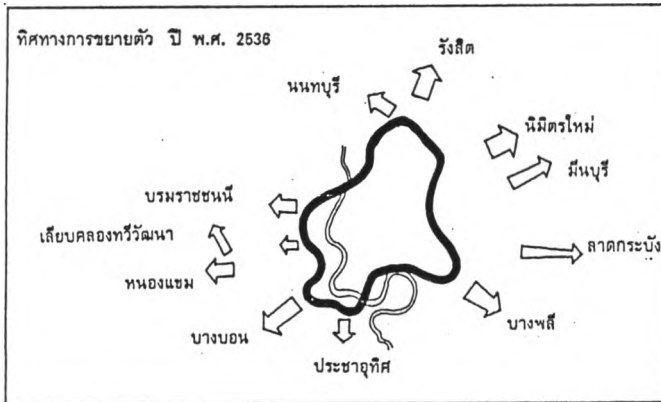 ทิศทางการขยายตัว ปี พ.ศ. 2536
รังสิต
นนทบุรี
นิมิตรใหม่
มีนบุรี
บรมราชชนนี
เลียบคลองทวีวัฒนา
ลาดกระบัง
หนองแขม
บางพลี
บางบอน
ประชาอุทิศ